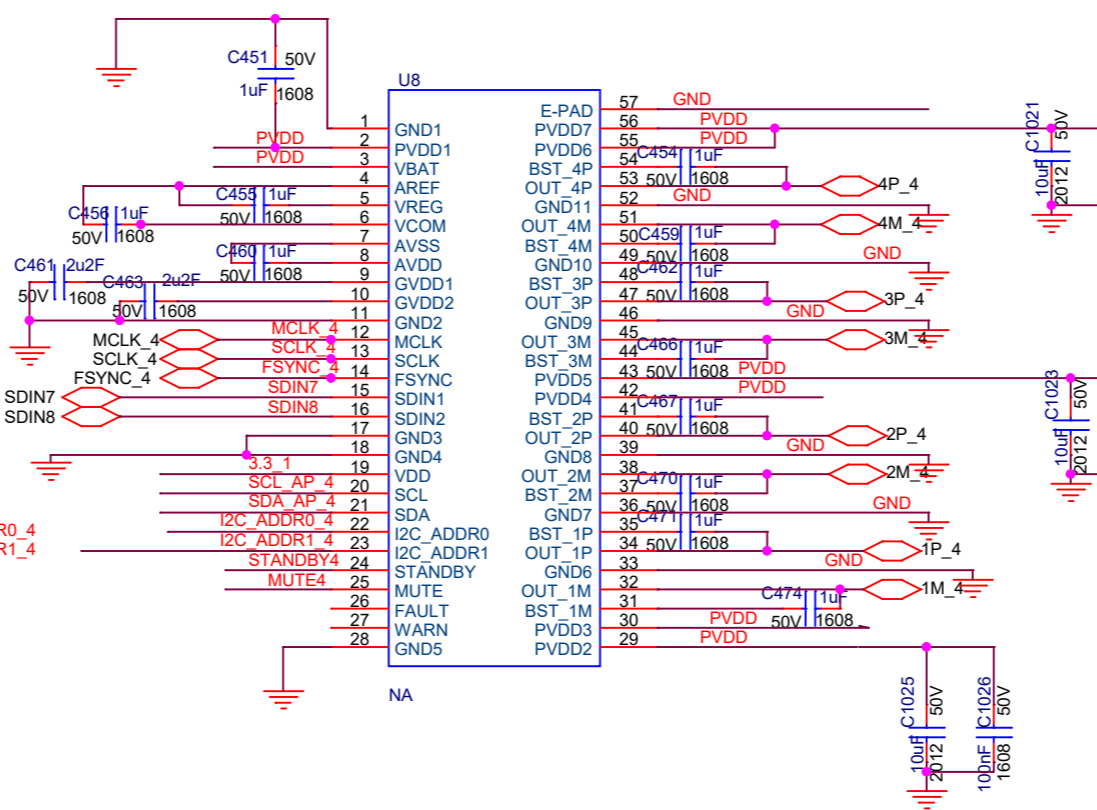 C451 50V
1uF 1608
U8
1 GND1
PVDD 2 PVDD1
PVDD 3 VBAT
4 AREF
C455 1uF 5 VREG
50V 1608
C456 1uF 6 VCOM
50V 1608
7 AVSS
C460 1uF 8 AVDD
50V 1608
C461 2u2F 9 GVDD1
50V 1608
C463 2u2F 10 GVDD2
50V 1608
11 GND2
MCLK_4 MCLK_4 12 MCLK
SCLK_4 SCLK_4 13 SCLK
FSYNC_4 FSYNC_4 14 FSYNC
SDIN7 SDIN7 15 SDIN1
SDIN8 SDIN8 16 SDIN2
17 GND3
18 GND4
3.3_1 19 VDD
SCL_AP_4 20 SCL
SDA_AP_4 21 SDA
R0_4 I2C_ADDR0_4 22 I2C_ADDR0
R1_4 I2C_ADDR1_4 23 I2C_ADDR1
STANDBY4 24 STANDBY
MUTE4 25 MUTE
26 FAULT
27 WARN
28 GND5
NA
E-PAD 57 GND
PVDD7 56 PVDD
PVDD6 55 PVDD
BST_4P 54 C454 1uF
50V 1608
OUT_4P 53 4P_4
GND11 52 GND
OUT_4M 51 4M_4
BST_4M 50 C459 1uF
50V 1608
GND10 49 GND
BST_3P 48 C462 1uF
50V 1608
OUT_3P 47 3P_4
GND9 46 GND
OUT_3M 45 3M_4
BST_3M 44 C466 1uF
50V 1608
PVDD5 43 PVDD
PVDD4 42 PVDD
BST_2P 41 C467 1uF
50V 1608
OUT_2P 40 2P_4
GND8 39 GND
OUT_2M 38 2M_4
BST_2M 37 C470 1uF
50V 1608
GND7 36 GND
BST_1P 35 C471 1uF
50V 1608
OUT_1P 34 1P_4
GND6 33 GND
OUT_1M 32 1M_4
BST_1M 31 C474 1uF
50V 1608
PVDD3 30 PVDD
PVDD2 29 PVDD
C1021 50V
10uF 2012
C1023 50V
10uF 2012
C1025 50V
10uF 2012
C1026 50V
100nF 1608